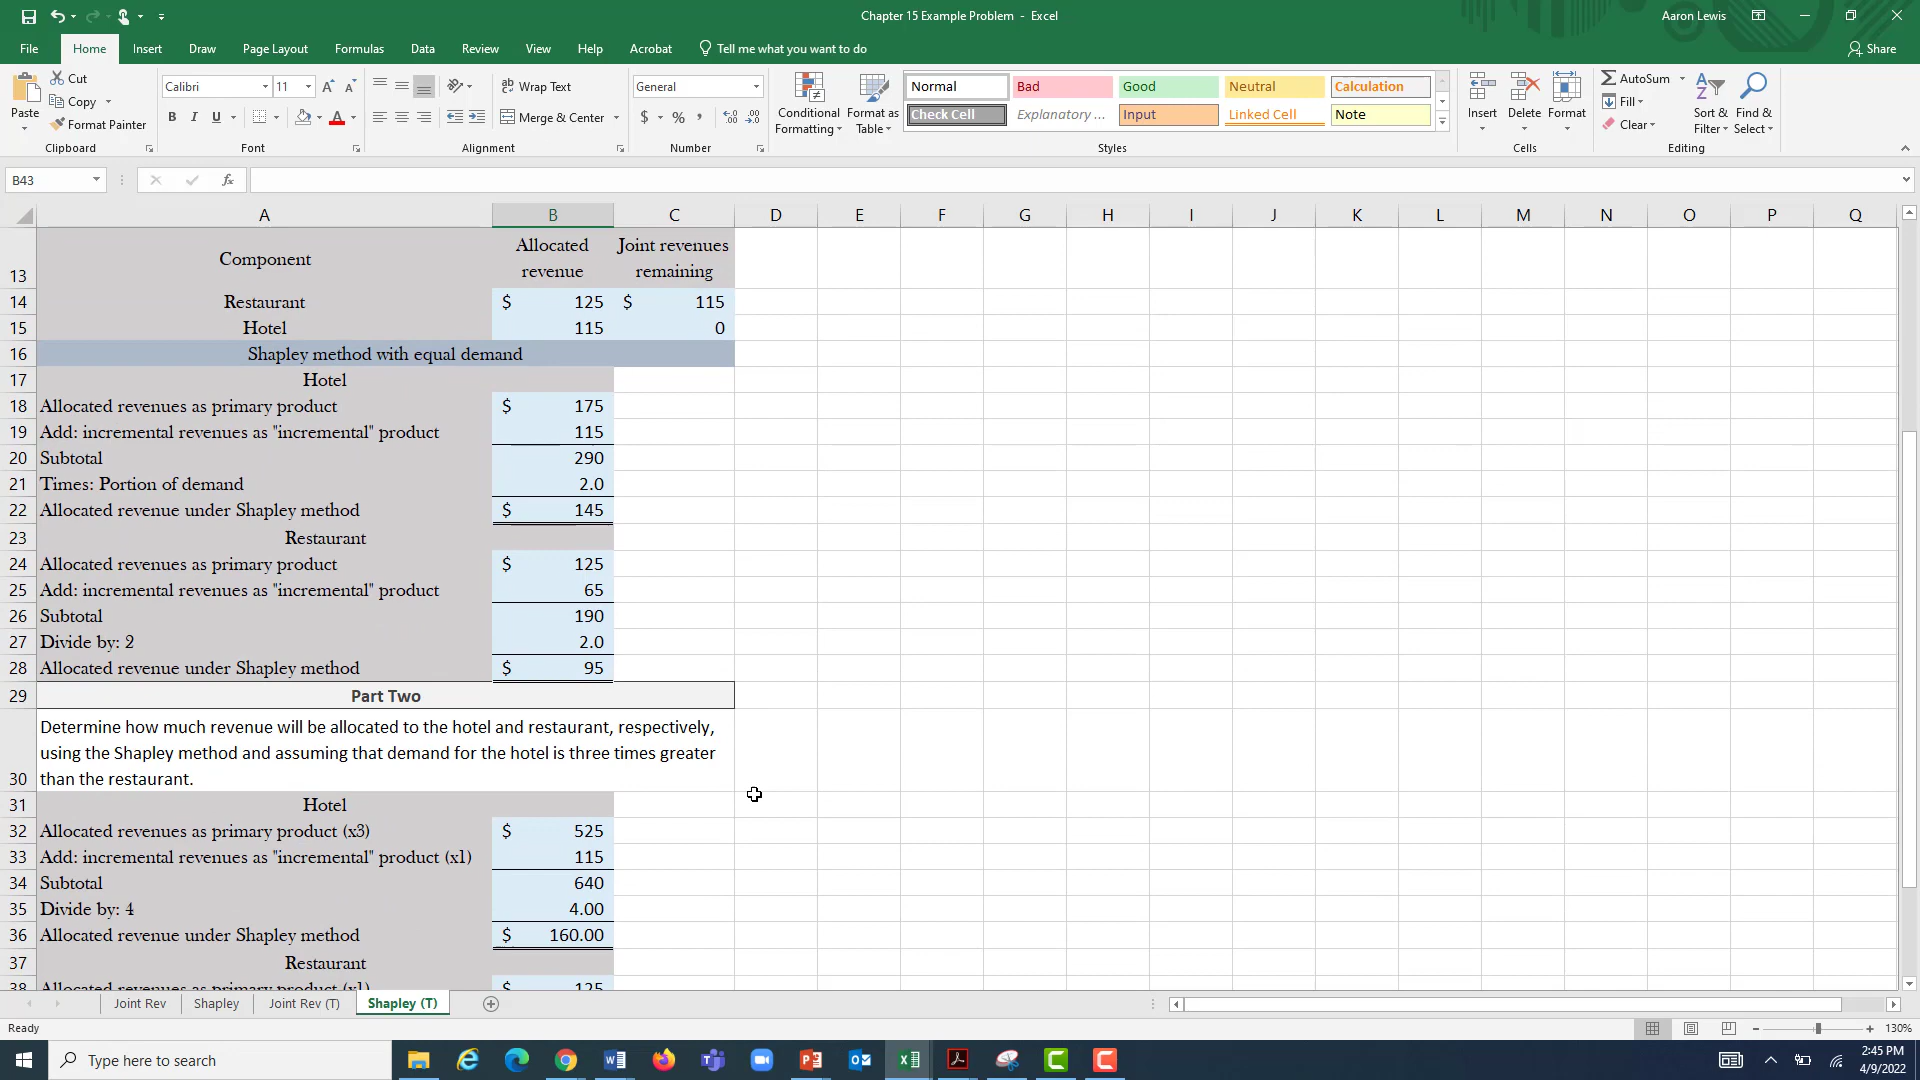 Chapter 15 Example Problem - Excel
Aaron Lewis
File Home Insert Draw Page Layout Formulas Data Review View Help Acrobat Tell me what you want to do Share
Paste
Cut
Copy
Format Painter
Clipboard
Calibri 11
A A
B I U A
Font
Wrap Text
Merge & Center
Alignment
General
$ % ,
Number
Conditional Formatting
Format as Table
Normal Bad Good Neutral Calculation
Check Cell Explanatory ... Input Linked Cell Note
Styles
Insert Delete Format
Cells
AutoSum
Fill
Clear
Sort & Filter
Find & Select
Editing
B43 fx
A B C D E F G H I J K L M N O P Q
13 Component Allocated revenue Joint revenues remaining
14 Restaurant $ 125 $ 115
15 Hotel 115 0
16 Shapley method with equal demand
17 Hotel
18 Allocated revenues as primary product $ 175
19 Add: incremental revenues as "incremental" product 115
20 Subtotal 290
21 Times: Portion of demand 2.0
22 Allocated revenue under Shapley method $ 145
23 Restaurant
24 Allocated revenues as primary product $ 125
25 Add: incremental revenues as "incremental" product 65
26 Subtotal 190
27 Divide by: 2 2.0
28 Allocated revenue under Shapley method $ 95
29 Part Two
Determine how much revenue will be allocated to the hotel and restaurant, respectively,
using the Shapley method and assuming that demand for the hotel is three times greater
30 than the restaurant.
31 Hotel
32 Allocated revenues as primary product (x3) $ 525
33 Add: incremental revenues as "incremental" product (x1) 115
34 Subtotal 640
35 Divide by: 4 4.00
36 Allocated revenue under Shapley method $ 160.00
37 Restaurant
38 Allocated revenues as primary product (x1) $ 125
Joint Rev Shapley Joint Rev (T) Shapley (T)
Ready
130%
Type here to search
2:45 PM
4/9/2022